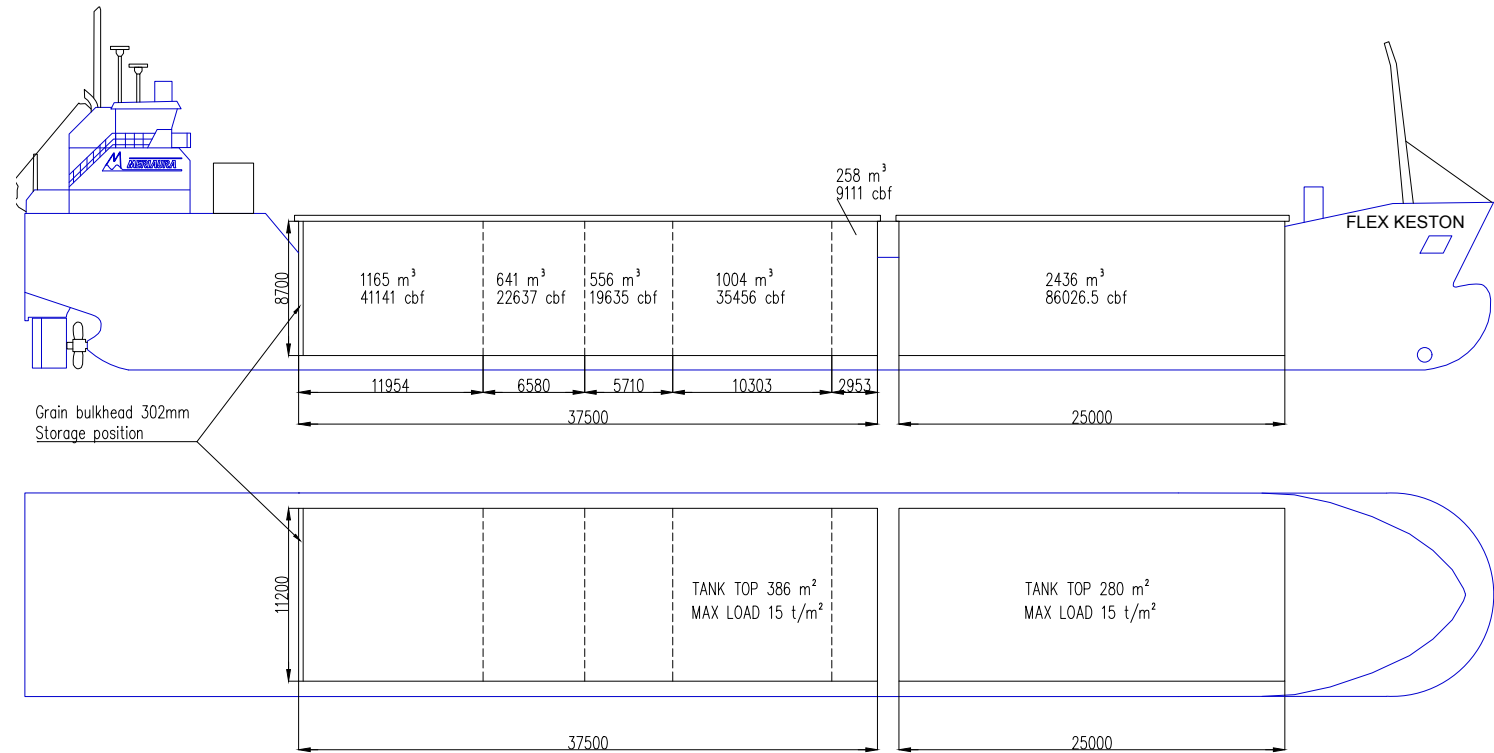 MERIAURA
258 m³
9111 cbf
FLEX KESTON
8700
1165 m³
41141 cbf
641 m³
22637 cbf
556 m³
19635 cbf
1004 m³
35456 cbf
2436 m³
86026.5 cbf
11954
6580
5710
10303
2953
37500
25000
Grain bulkhead 302mm
Storage position
11200
TANK TOP 386 m²
MAX LOAD 15 t/m²
TANK TOP 280 m²
MAX LOAD 15 t/m²
37500
25000